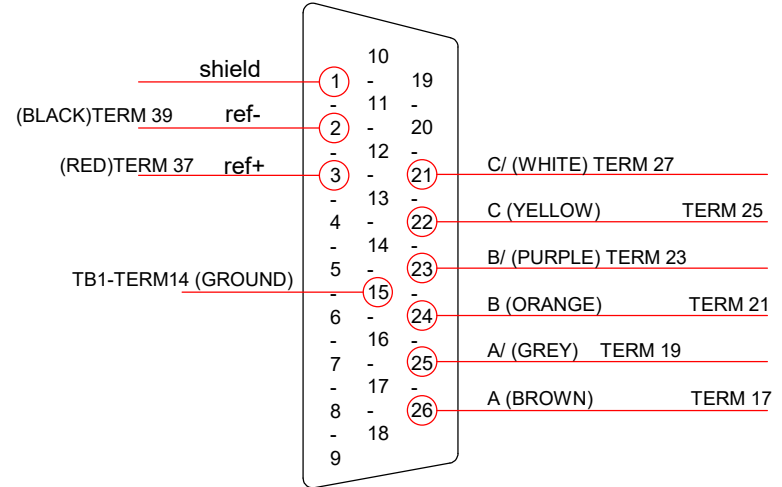 10
shield 1 - 19
- 11 -
(BLACK)TERM 39 ref- 2 - 20
- 12 -
(RED)TERM 37 ref+ 3 - 21 C/ (WHITE) TERM 27
- 13 -
4 - 22 C (YELLOW) TERM 25
- 14 -
5 - 23 B/ (PURPLE) TERM 23
TB1-TERM14 (GROUND) - 15 -
6 - 24 B (ORANGE) TERM 21
- 16 -
7 - 25 A/ (GREY) TERM 19
- 17 -
8 - 26 A (BROWN) TERM 17
- 18
9